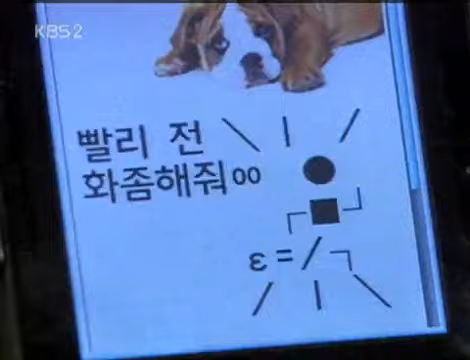 KBS2
빨리 전 ＼ ㅣ ／
화좀해줘oo ●
┌ ■ ┘
ε = / ㄱ
／ ㅣ ＼